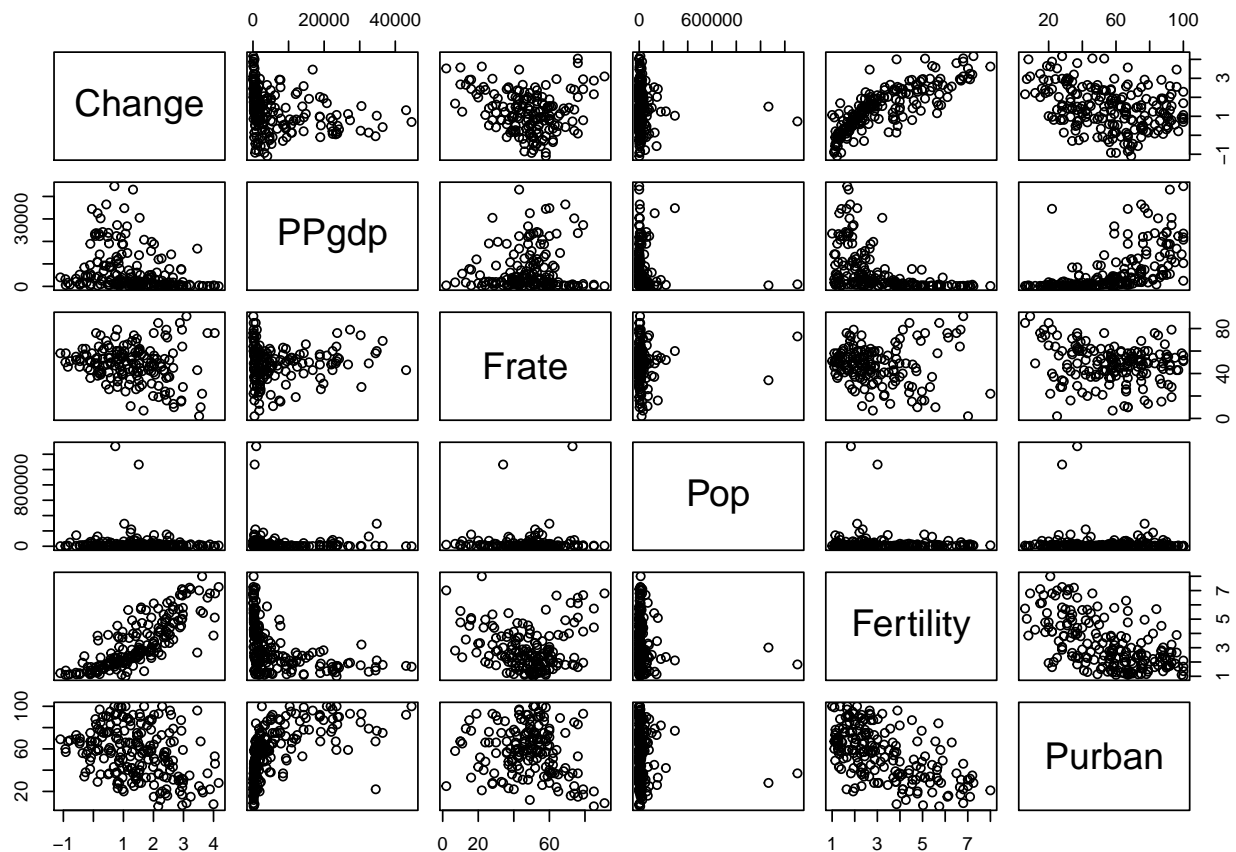 0 20000 40000 0 600000 20 60 100
Change 3 1 −1
30000 0 PPgdp
Frate 80 40 0
800000 0 Pop
Fertility 7 5 3 1
100 60 20 Purban
−1 1 2 3 4 0 20 60 1 3 5 7